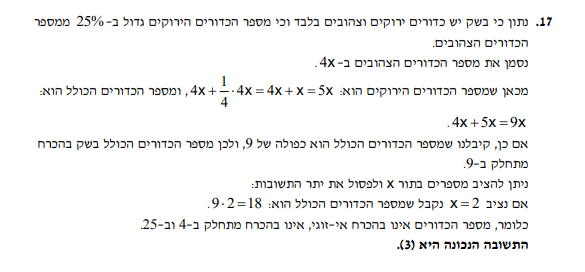 17. נתון כי בשק יש כדורים ירוקים וצהובים בלבד וכי מספר הכדורים הירוקים גדול ב- 25% ממספר
הכדורים הצהובים.
נסמן את מספר הכדורים הצהובים ב- 4x.
מכאן שמספר הכדורים הירוקים הוא: 4x + 1/4 · 4x = 4x + x = 5x, ומספר הכדורים הכולל הוא:
4x + 5x = 9x.
אם כן, קיבלנו שמספר הכדורים הכולל הוא כפולה של 9, ולכן מספר הכדורים הכולל בשק בהכרח
מתחלק ב-9.
ניתן להציב מספרים בתור x ולפסול את יתר התשובות:
אם נציב x = 2 נקבל שמספר הכדורים הכולל הוא: 9 · 2 = 18.
כלומר, מספר הכדורים אינו בהכרח אי-זוגי, אינו בהכרח מתחלק ב-4 וב-25.
התשובה הנכונה היא (3).